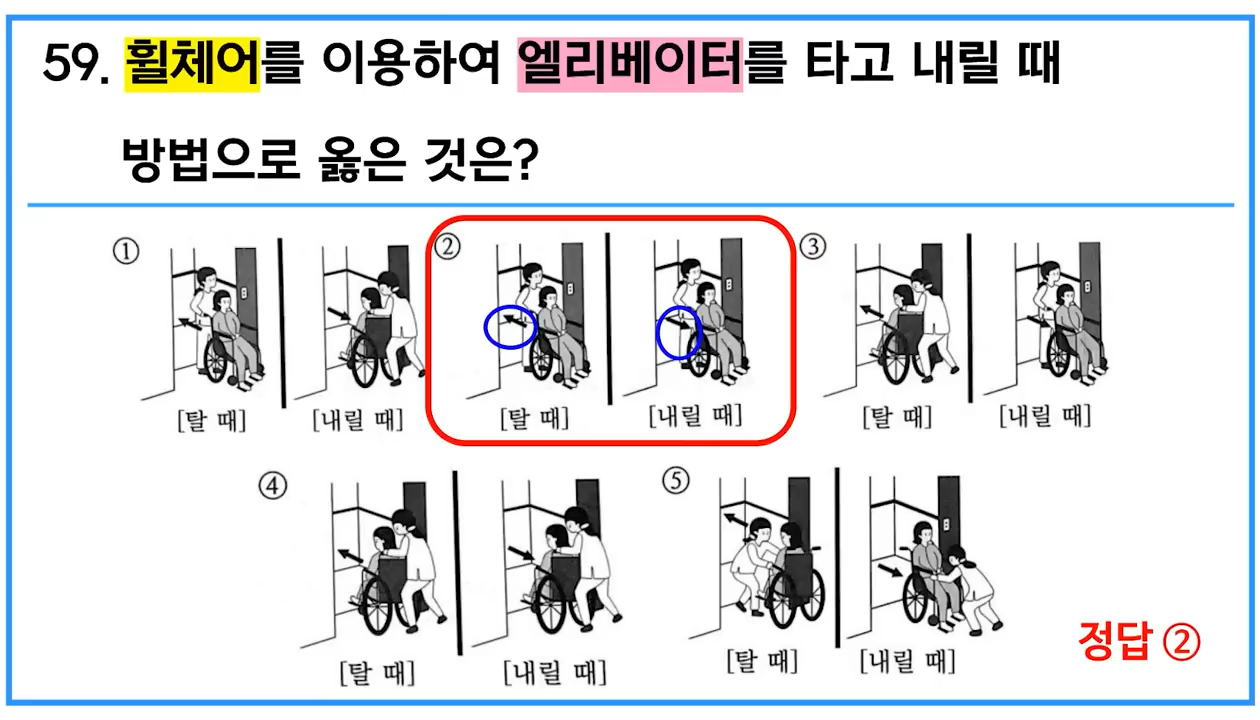 59. 휠체어를 이용하여 엘리베이터를 타고 내릴 때
방법으로 옳은 것은?
① ② ③
[탈 때] [내릴 때] [탈 때] [내릴 때] [탈 때] [내릴 때]
④ ⑤
[탈 때] [내릴 때] [탈 때] [내릴 때]
정답 ②